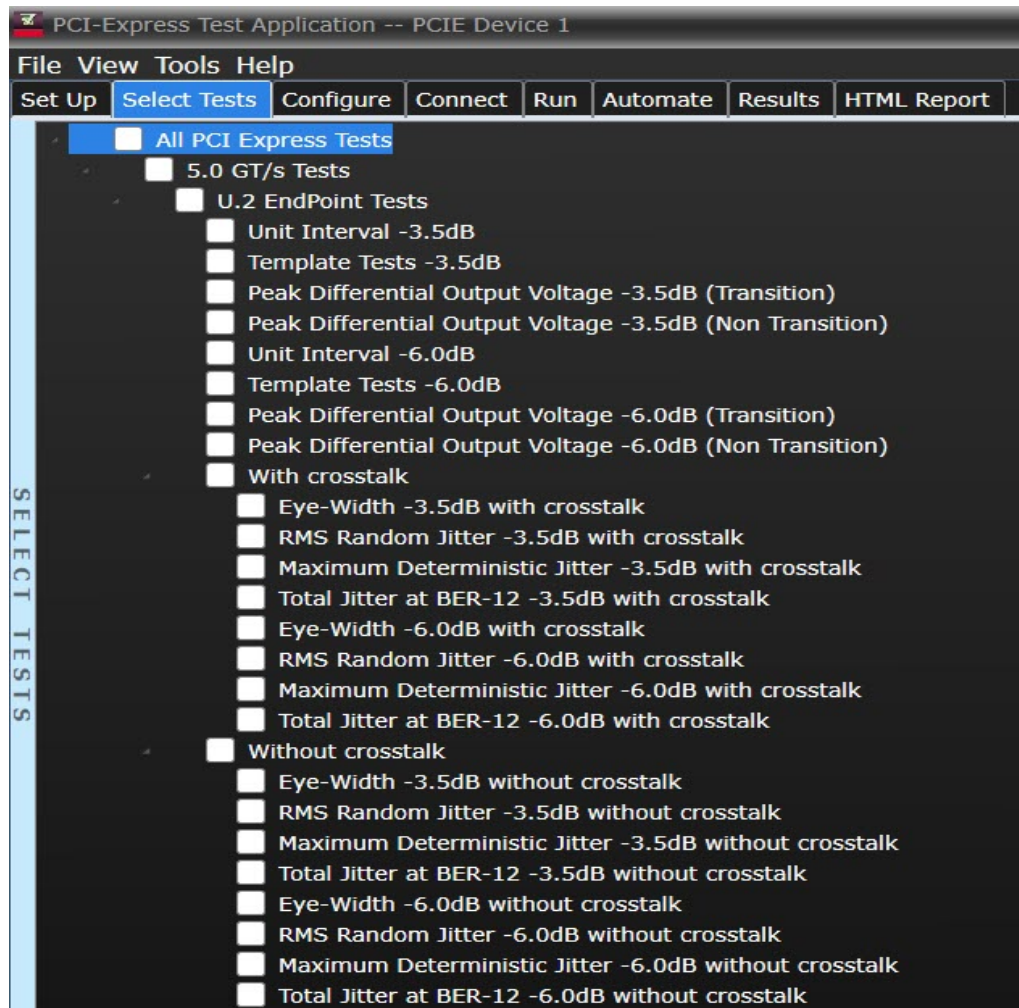 PCI-Express Test Application -- PCIE Device 1
File View Tools Help
Set Up Select Tests Configure Connect Run Automate Results HTML Report
SELECT TESTS
All PCI Express Tests
5.0 GT/s Tests
U.2 EndPoint Tests
Unit Interval -3.5dB
Template Tests -3.5dB
Peak Differential Output Voltage -3.5dB (Transition)
Peak Differential Output Voltage -3.5dB (Non Transition)
Unit Interval -6.0dB
Template Tests -6.0dB
Peak Differential Output Voltage -6.0dB (Transition)
Peak Differential Output Voltage -6.0dB (Non Transition)
With crosstalk
Eye-Width -3.5dB with crosstalk
RMS Random Jitter -3.5dB with crosstalk
Maximum Deterministic Jitter -3.5dB with crosstalk
Total Jitter at BER-12 -3.5dB with crosstalk
Eye-Width -6.0dB with crosstalk
RMS Random Jitter -6.0dB with crosstalk
Maximum Deterministic Jitter -6.0dB with crosstalk
Total Jitter at BER-12 -6.0dB with crosstalk
Without crosstalk
Eye-Width -3.5dB without crosstalk
RMS Random Jitter -3.5dB without crosstalk
Maximum Deterministic Jitter -3.5dB without crosstalk
Total Jitter at BER-12 -3.5dB without crosstalk
Eye-Width -6.0dB without crosstalk
RMS Random Jitter -6.0dB without crosstalk
Maximum Deterministic Jitter -6.0dB without crosstalk
Total Jitter at BER-12 -6.0dB without crosstalk